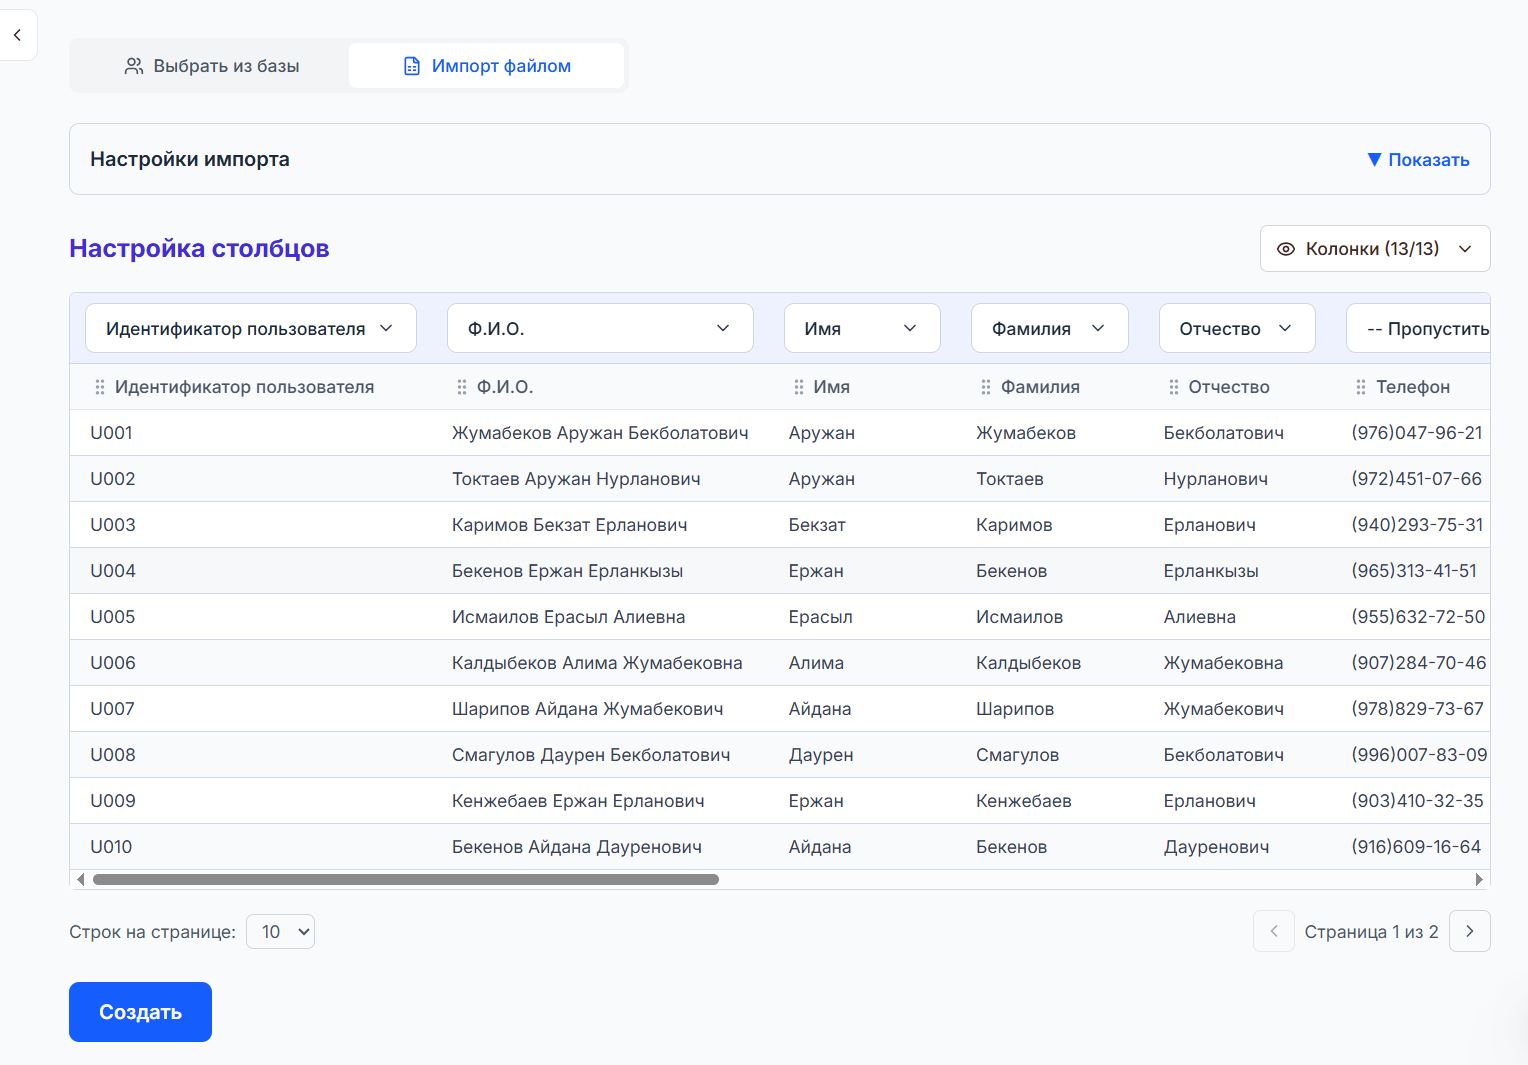 Выбрать из базы Импорт файлом
Настройки импорта ▼ Показать
Настройка столбцов Колонки (13/13)
Идентификатор пользователя Ф.И.О. Имя Фамилия Отчество -- Пропустить
Идентификатор пользователя Ф.И.О. Имя Фамилия Отчество Телефон
U001 Жумабеков Аружан Бекболатович Аружан Жумабеков Бекболатович (976)047-96-21
U002 Токтаев Аружан Нурланович Аружан Токтаев Нурланович (972)451-07-66
U003 Каримов Бекзат Ерланович Бекзат Каримов Ерланович (940)293-75-31
U004 Бекенов Ержан Ерланкызы Ержан Бекенов Ерланкызы (965)313-41-51
U005 Исмаилов Ерасыл Алиевна Ерасыл Исмаилов Алиевна (955)632-72-50
U006 Калдыбеков Алима Жумабековна Алима Калдыбеков Жумабековна (907)284-70-46
U007 Шарипов Айдана Жумабекович Айдана Шарипов Жумабекович (978)829-73-67
U008 Смагулов Даурен Бекболатович Даурен Смагулов Бекболатович (996)007-83-09
U009 Кенжебаев Ержан Ерланович Ержан Кенжебаев Ерланович (903)410-32-35
U010 Бекенов Айдана Дауренович Айдана Бекенов Дауренович (916)609-16-64
Строк на странице: 10 Страница 1 из 2
Создать